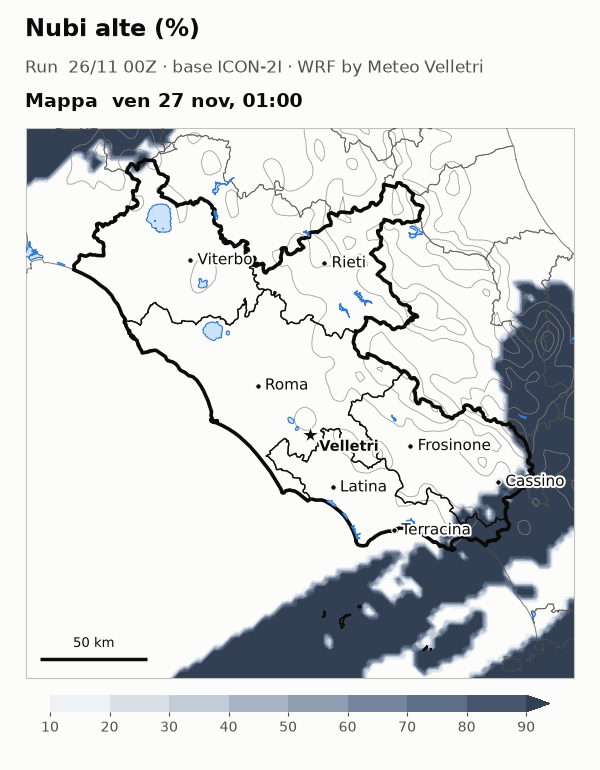 Nubi alte (%)
Run  26/11 00Z · base ICON-2I · WRF by Meteo Velletri
Mappa  ven 27 nov, 01:00
Viterbo
Rieti
Roma
Velletri
Frosinone
Cassino
Latina
Terracina
50 km
10 20 30 40 50 60 70 80 90